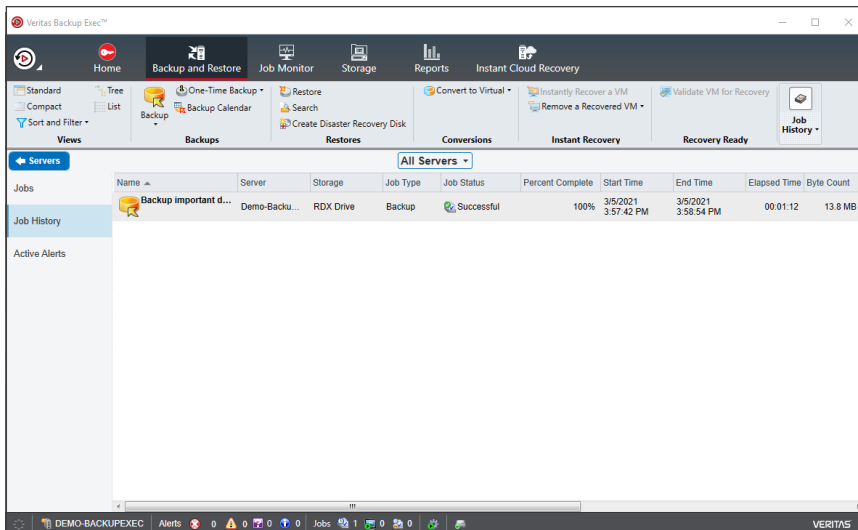 Veritas Backup Exec™
Home
Backup and Restore
Job Monitor
Storage
Reports
Instant Cloud Recovery
Standard
Compact
Sort and Filter
Tree
List
Views
Backup
One-Time Backup
Backup Calendar
Backups
Restore
Search
Create Disaster Recovery Disk
Restores
Convert to Virtual
Conversions
Instantly Recover a VM
Remove a Recovered VM
Instant Recovery
Validate VM for Recovery
Recovery Ready
Job
History
Servers
All Servers
Jobs
Job History
Active Alerts
Name Server Storage Job Type Job Status Percent Complete Start Time End Time Elapsed Time Byte Count
Backup important d... Demo-Backu... RDX Drive Backup Successful 100% 3/5/2021 3:57:42 PM 3/5/2021 3:58:54 PM 00:01:12 13.8 MB
DEMO-BACKUPEXEC Alerts 0 0 0 0 Jobs 1 0 0 VERITAS